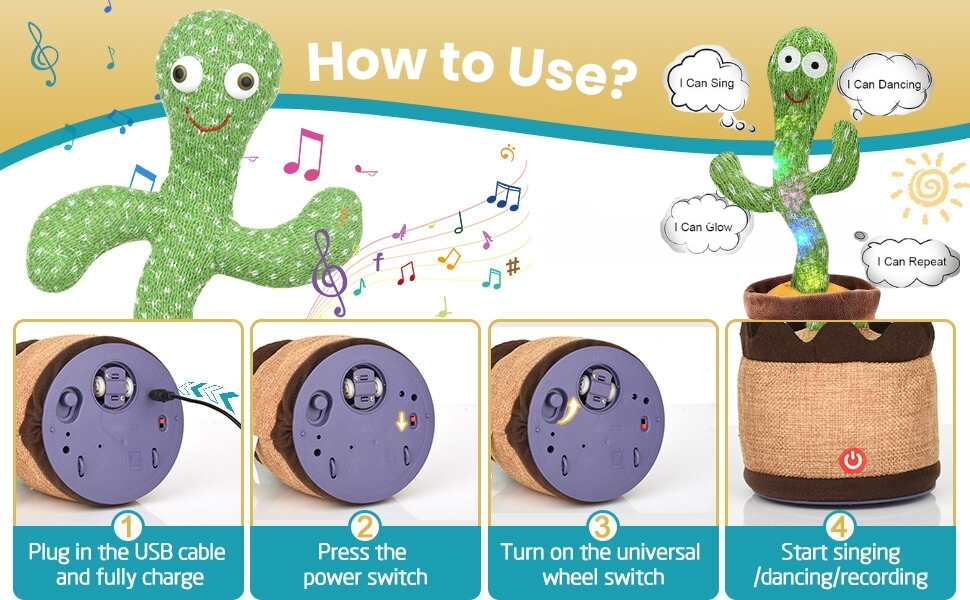 How to Use?
I Can Sing
I Can Dancing
I Can Glow
I Can Repeat
1
Plug in the USB cable
and fully charge
2
Press the
power switch
3
Turn on the universal
wheel switch
4
Start singing
/dancing/recording